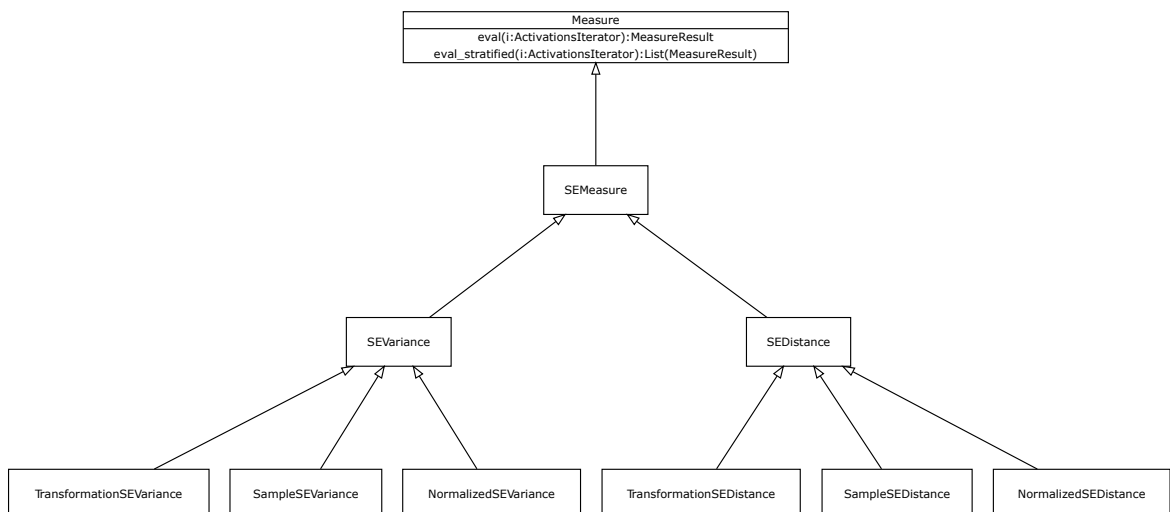 Measure
eval(i:ActivationsIterator):MeasureResult
eval_stratified(i:ActivationsIterator):List(MeasureResult)
SEMeasure
SEVariance
SEDistance
TransformationSEVariance
SampleSEVariance
NormalizedSEVariance
TransformationSEDistance
SampleSEDistance
NormalizedSEDistance